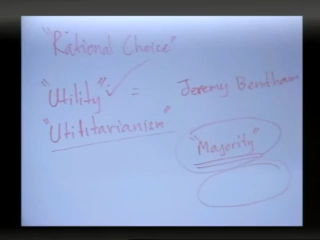 "Rational Choice"
"Utility" = Jeremy Bentham
"Utilitarianism"
"Majority"